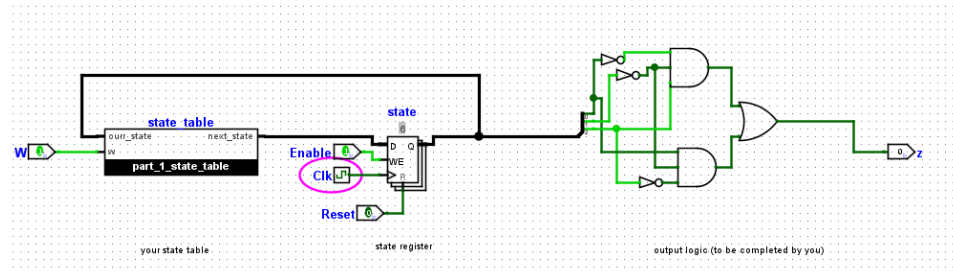 state
state_table
curr_state next_state
D Q
W
w
Enable
WE
part_1_state_table
Clk
R
Reset
z
your state table
state register
output logic (to be completed by you)